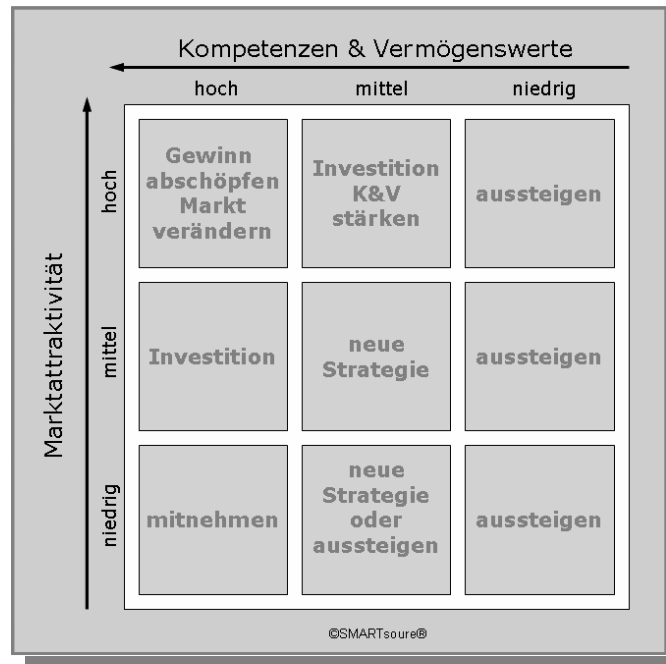 Kompetenzen & Vermögenswerte
hoch
mittel
niedrig
Marktattraktivität
hoch
Gewinn
abschöpfen
Markt
verändern
Investition
K&V
stärken
aussteigen
mittel
Investition
neue
Strategie
aussteigen
niedrig
mitnehmen
neue
Strategie
oder
aussteigen
aussteigen
©SMARTsoure®